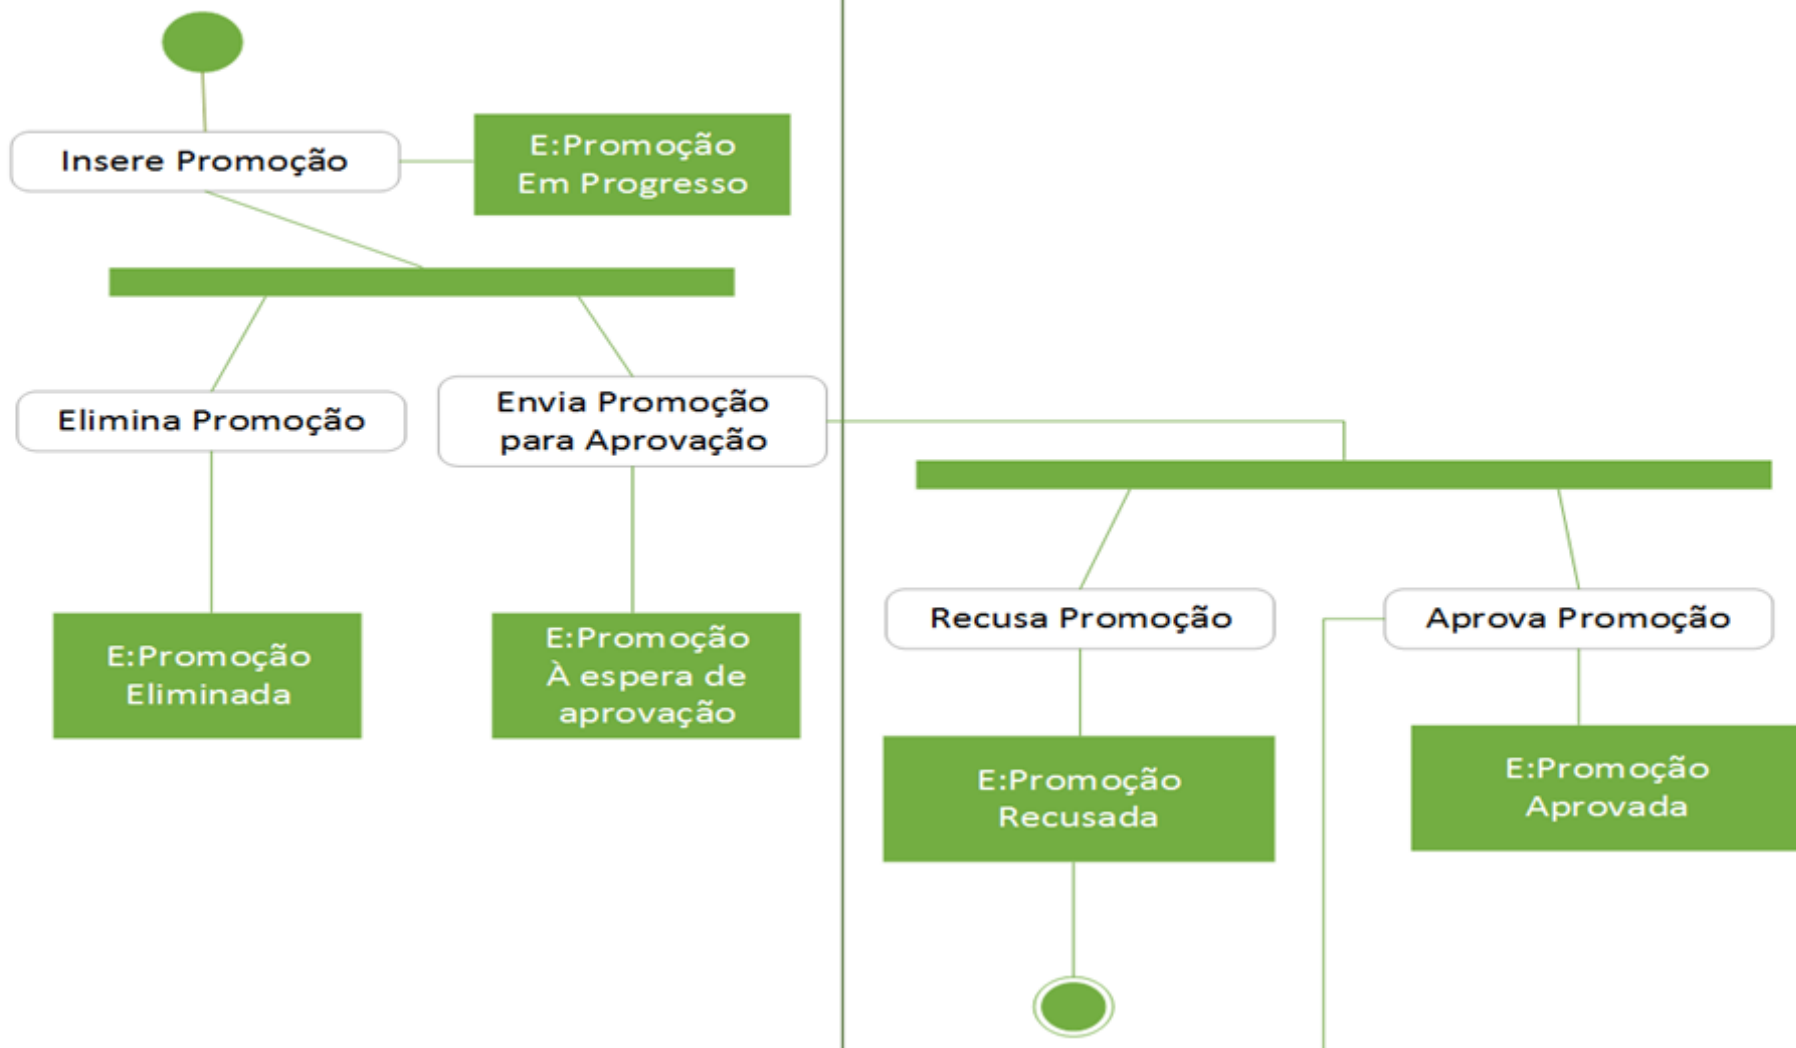 Insere Promoção
E:Promoção
Em Progresso
Elimina Promoção
Envia Promoção
para Aprovação
E:Promoção
Eliminada
E:Promoção
À espera de
aprovação
Recusa Promoção
Aprova Promoção
E:Promoção
Recusada
E:Promoção
Aprovada